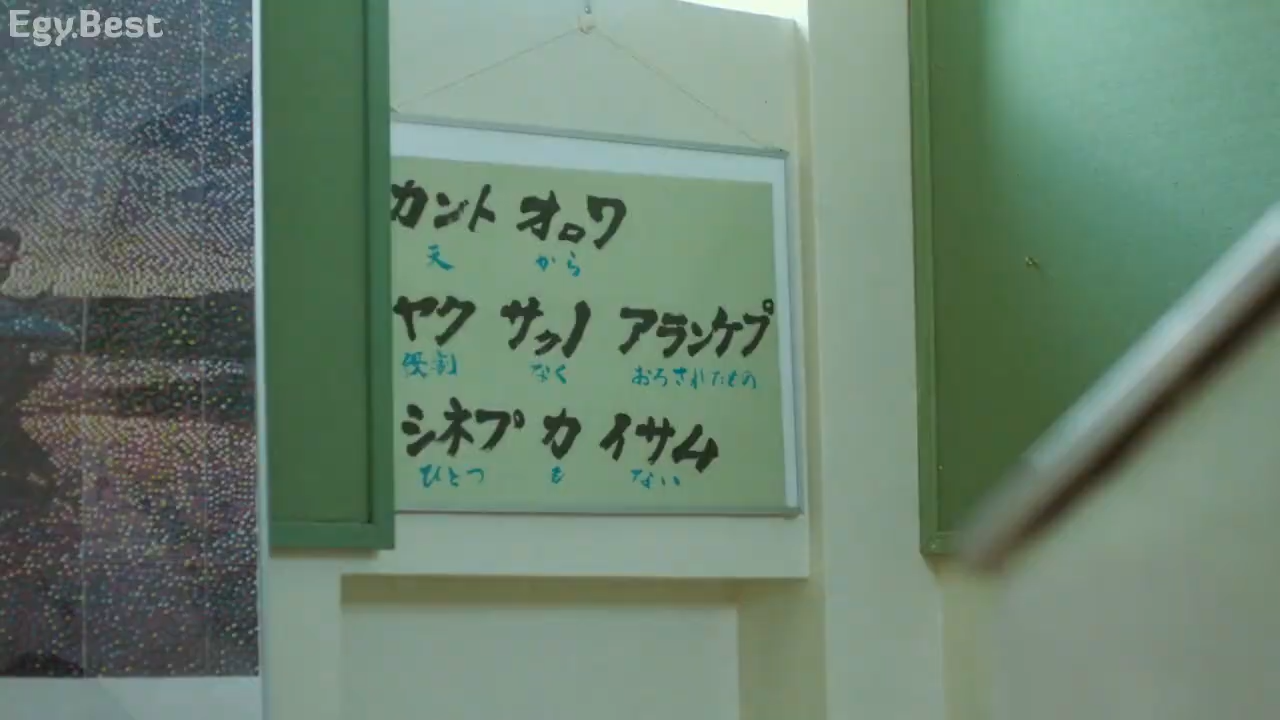 Egy.Best
カント オロワ
天 から
ヤク サㇰノ アランケプ
役割 なく おろされたもの
シネプ カ イサム
ひとつ も ない